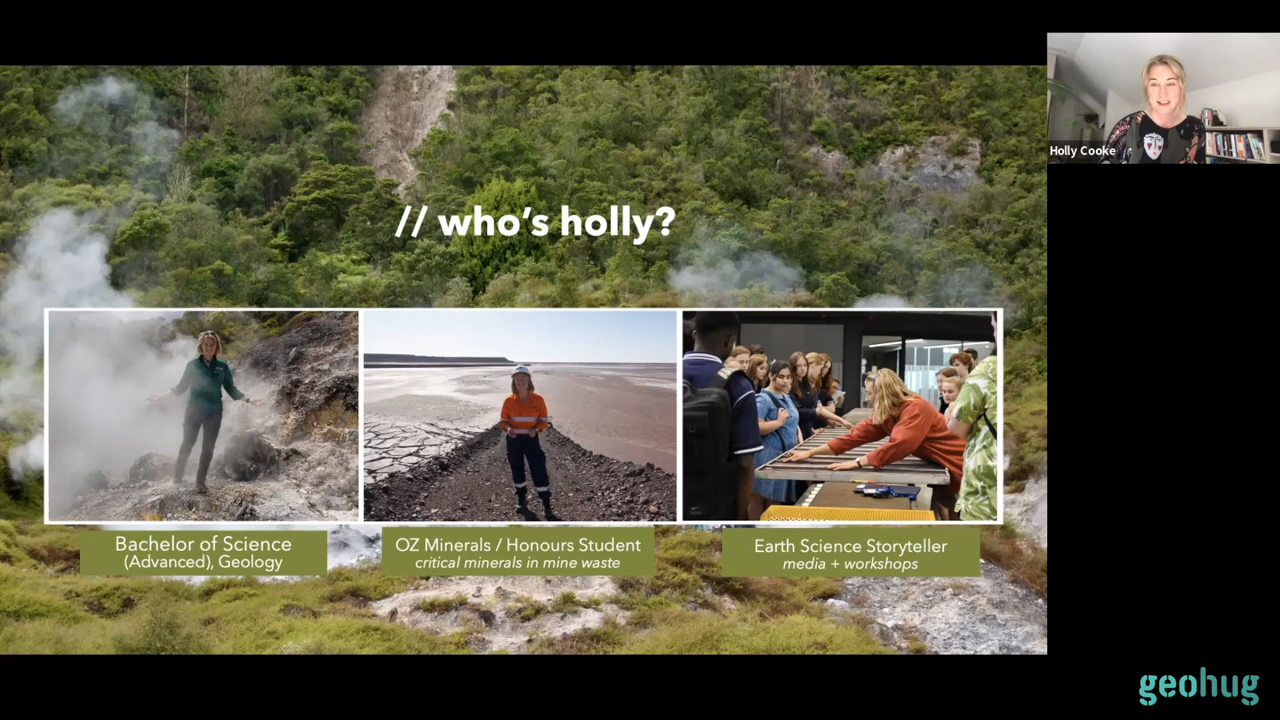 // who's holly?
Bachelor of Science
(Advanced), Geology
OZ Minerals / Honours Student
critical minerals in mine waste
Earth Science Storyteller
media + workshops
Holly Cooke
geohug